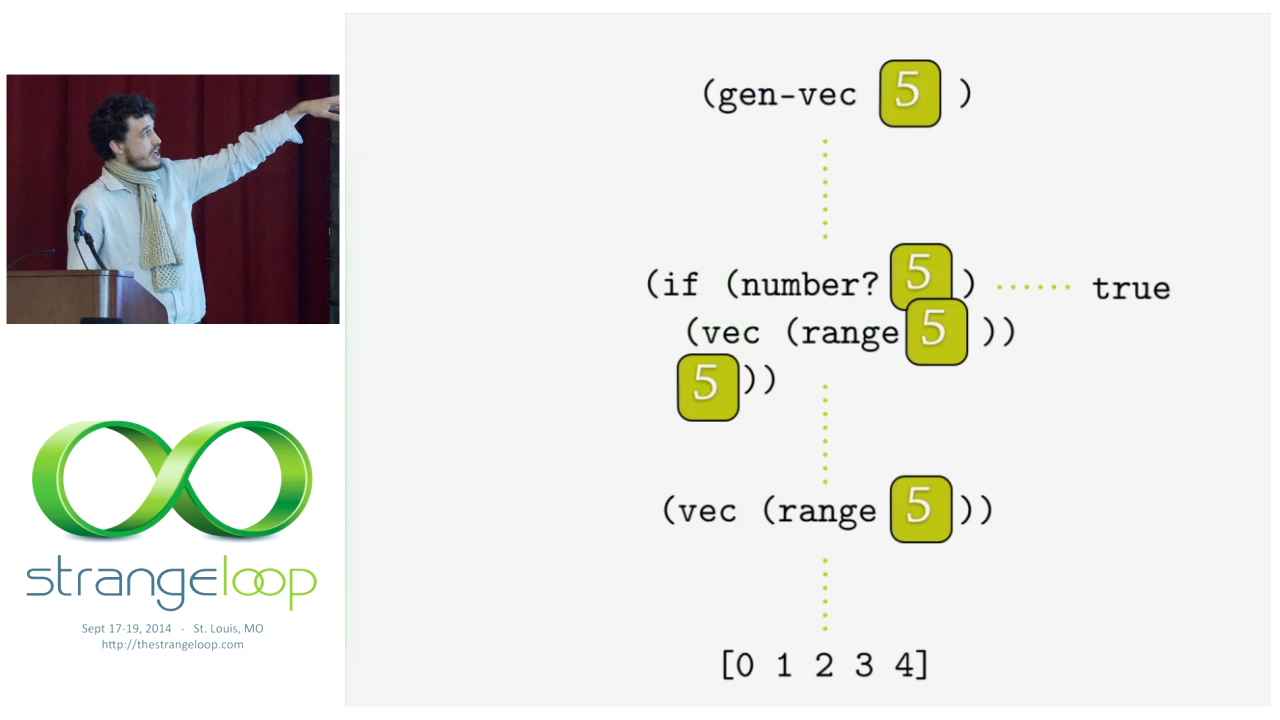 (gen-vec 5 )
(if (number? 5 ) ······ true
(vec (range 5 ))
5 ))
(vec (range 5 ))
[0 1 2 3 4]
strangeloop
Sept 17-19, 2014 - St. Louis, MO
http://thestrangeloop.com